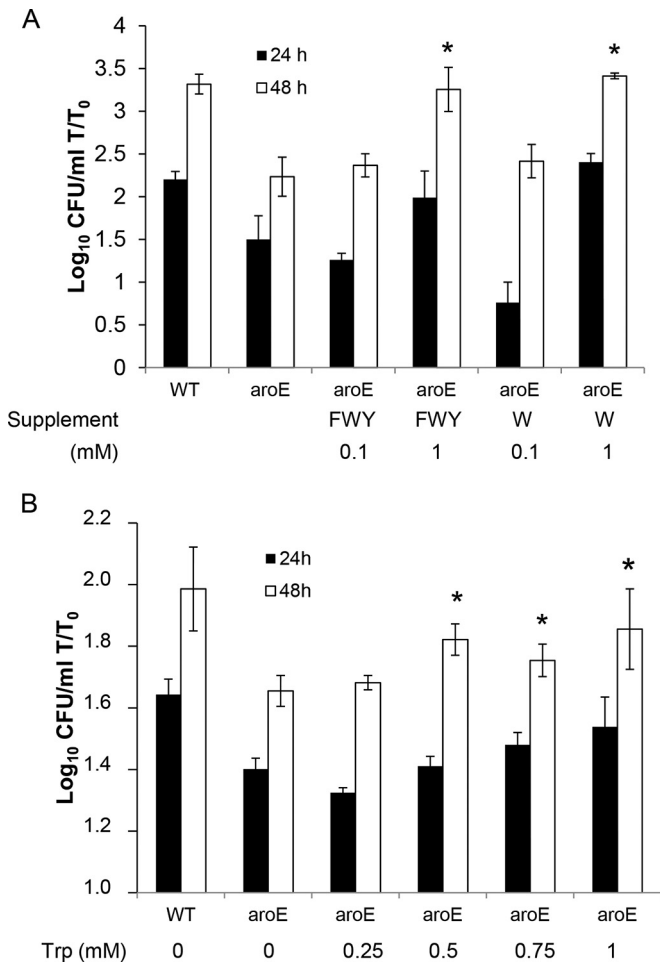 A
Log10 CFU/ml T/T0
4
3.5
3
2.5
2
1.5
1
0.5
0
24 h
48 h
*
*
WT aroE aroE aroE aroE aroE
Supplement FWY FWY W W
(mM) 0.1 1 0.1 1
B
Log10 CFU/ml T/T0
2.2
2.0
1.8
1.6
1.4
1.2
1.0
24h
48h
*
*
*
WT aroE aroE aroE aroE aroE
Trp (mM) 0 0 0.25 0.5 0.75 1